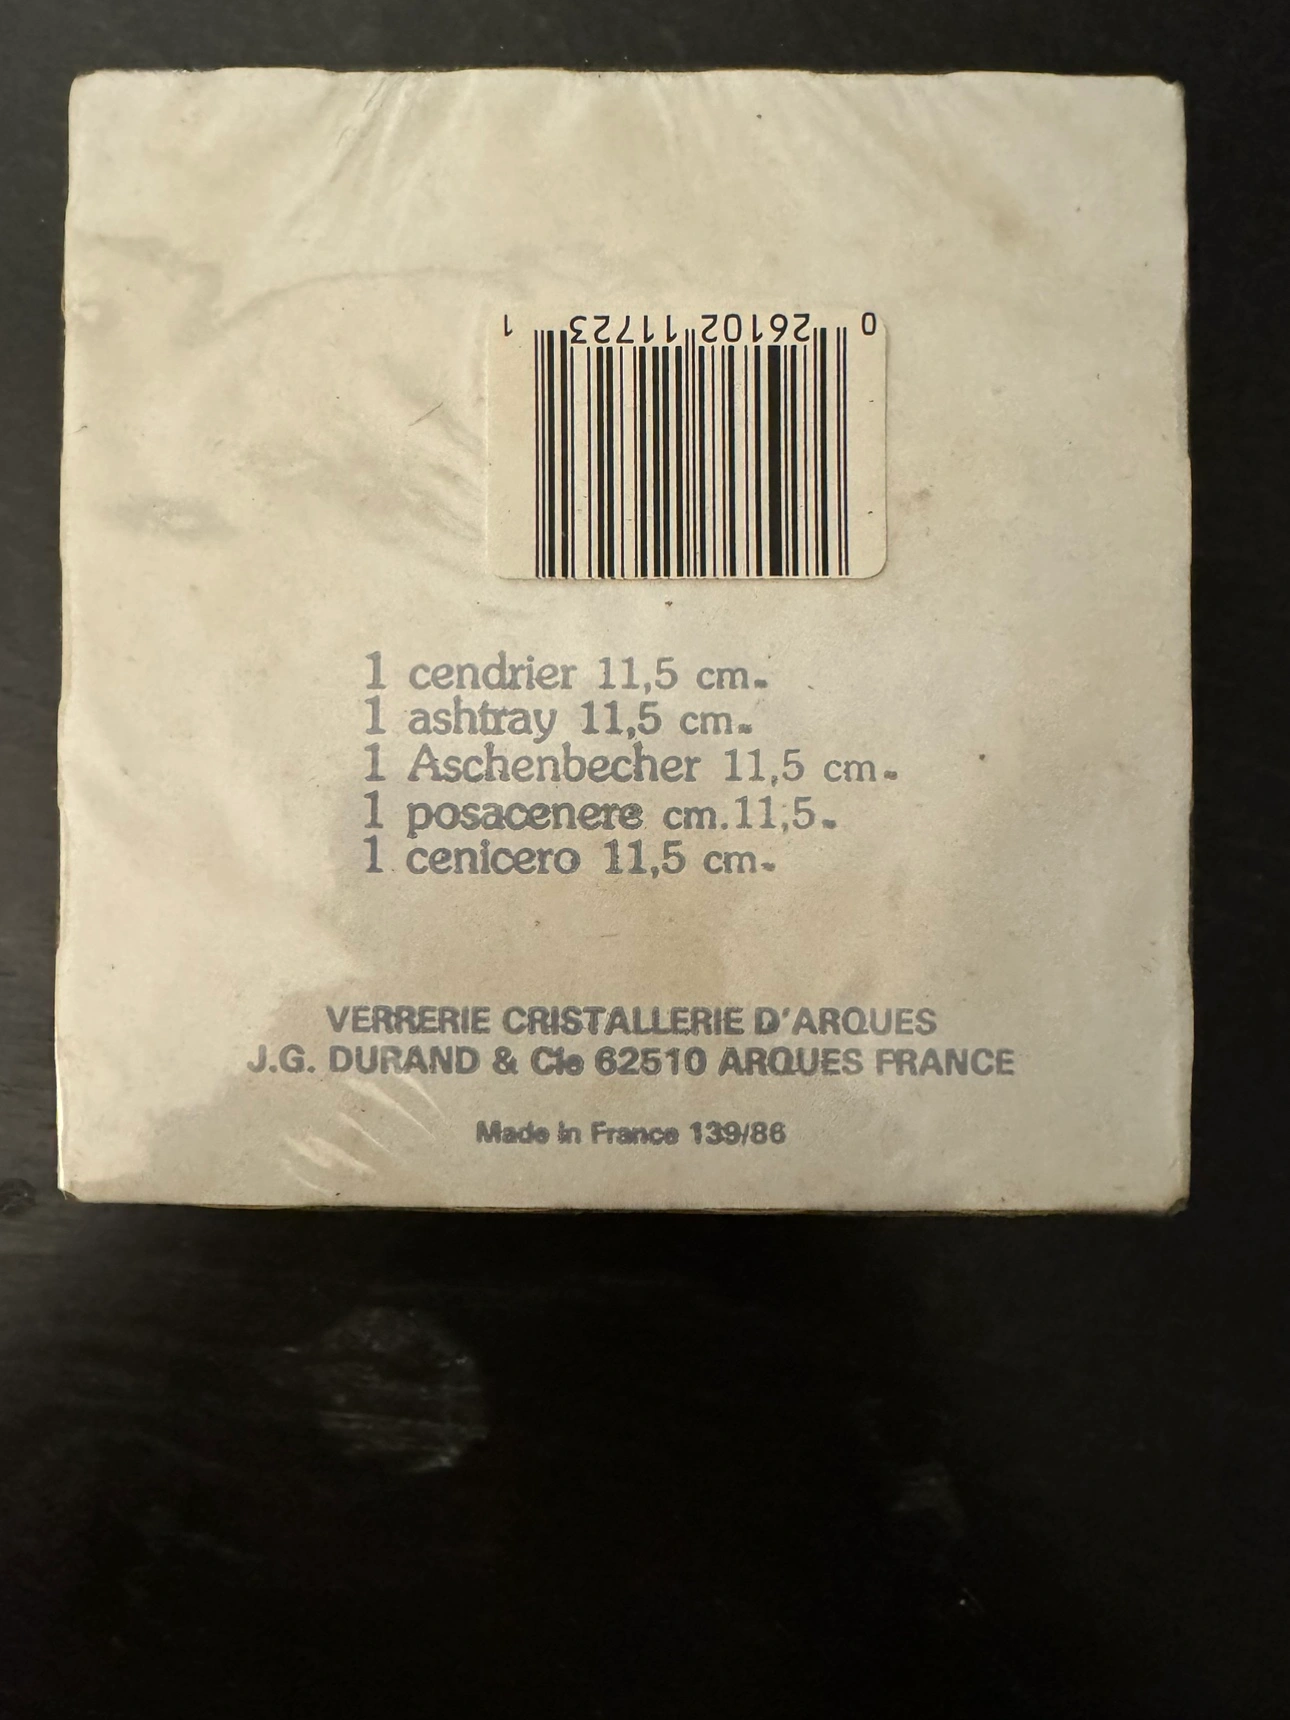 0 26102 11723 1
1 cendrier 11,5 cm.
1 ashtray 11,5 cm.
1 Aschenbecher 11,5 cm.
1 posacenere cm.11,5.
1 cenicero 11,5 cm.
VERRERIE CRISTALLERIE D'ARQUES
J.G. DURAND & Cie 62510 ARQUES FRANCE
Made in France 139/86